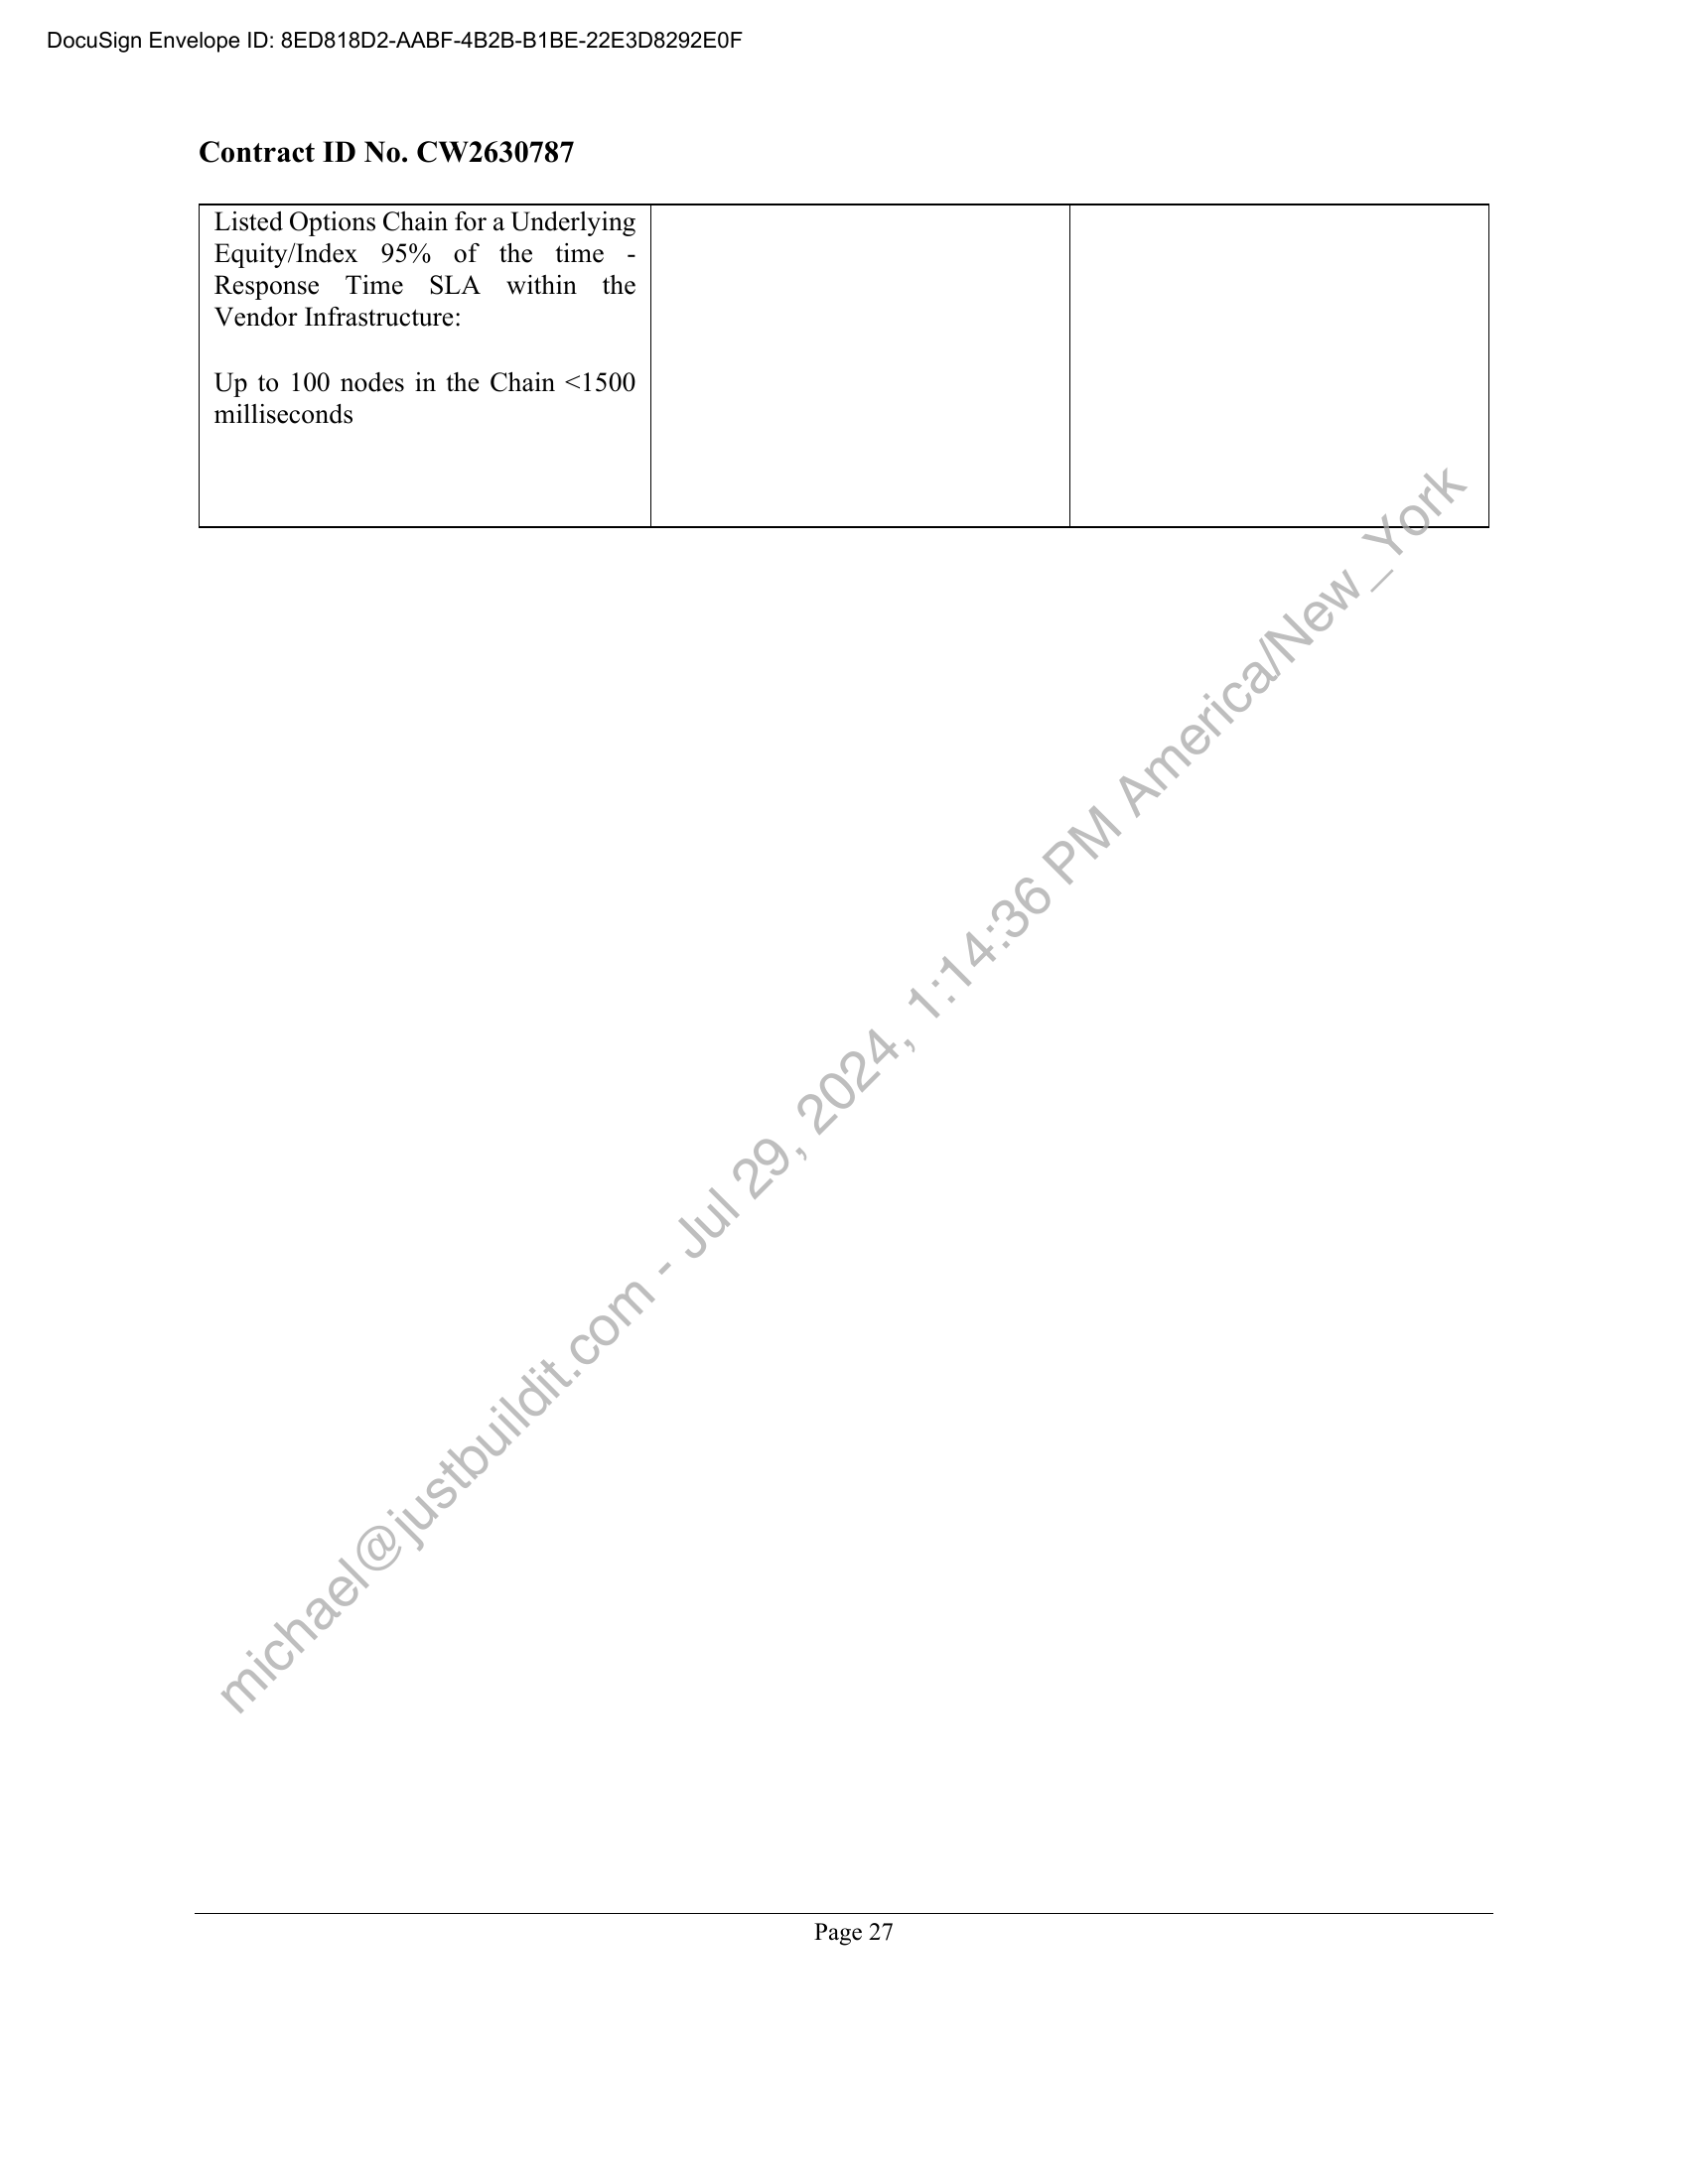 DocuSign Envelope ID: 8ED818D2-AABF-4B2B-B1BE-22E3D8292E0F
Contract ID No. CW2630787
Listed Options Chain for a Underlying
Equity/Index 95% of the time -
Response Time SLA within the
Vendor Infrastructure:
Up to 100 nodes in the Chain <1500
milliseconds
michael@justbuildit.com - Jul 29, 2024, 1:14:36 PM America/New_York
Page 27